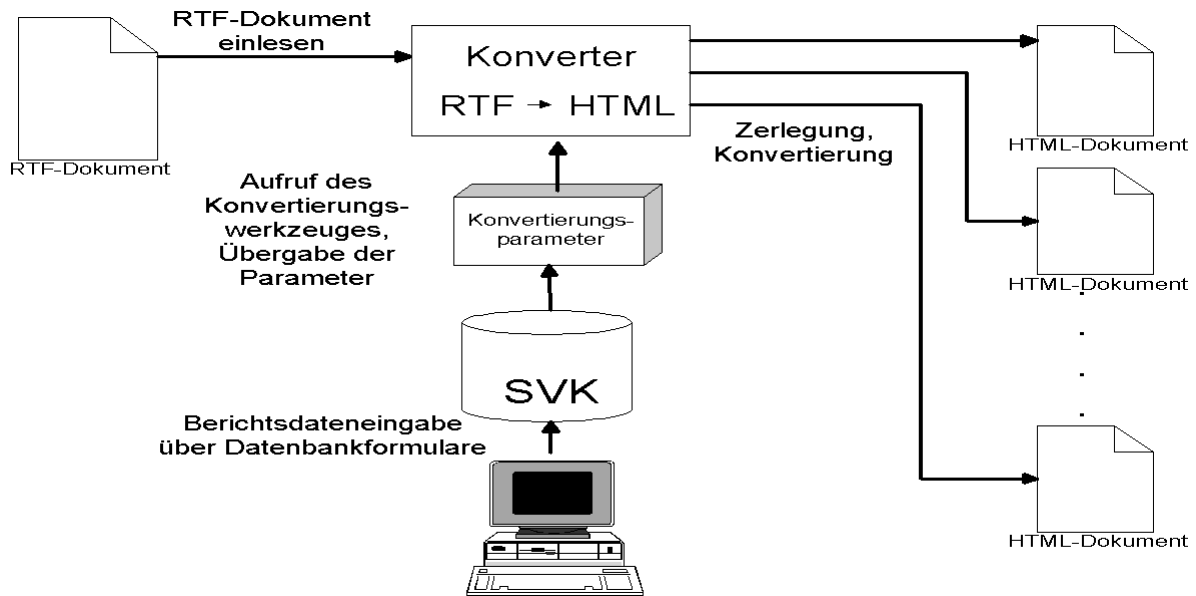 RTF-Dokument
einlesen
RTF-Dokument
Konverter
RTF → HTML
Zerlegung,
Konvertierung
HTML-Dokument
HTML-Dokument
HTML-Dokument
Aufruf des
Konvertierungs-
werkzeuges,
Übergabe der
Parameter
Konvertierungs-
parameter
SVK
Berichtsdateneingabe
über Datenbankformulare